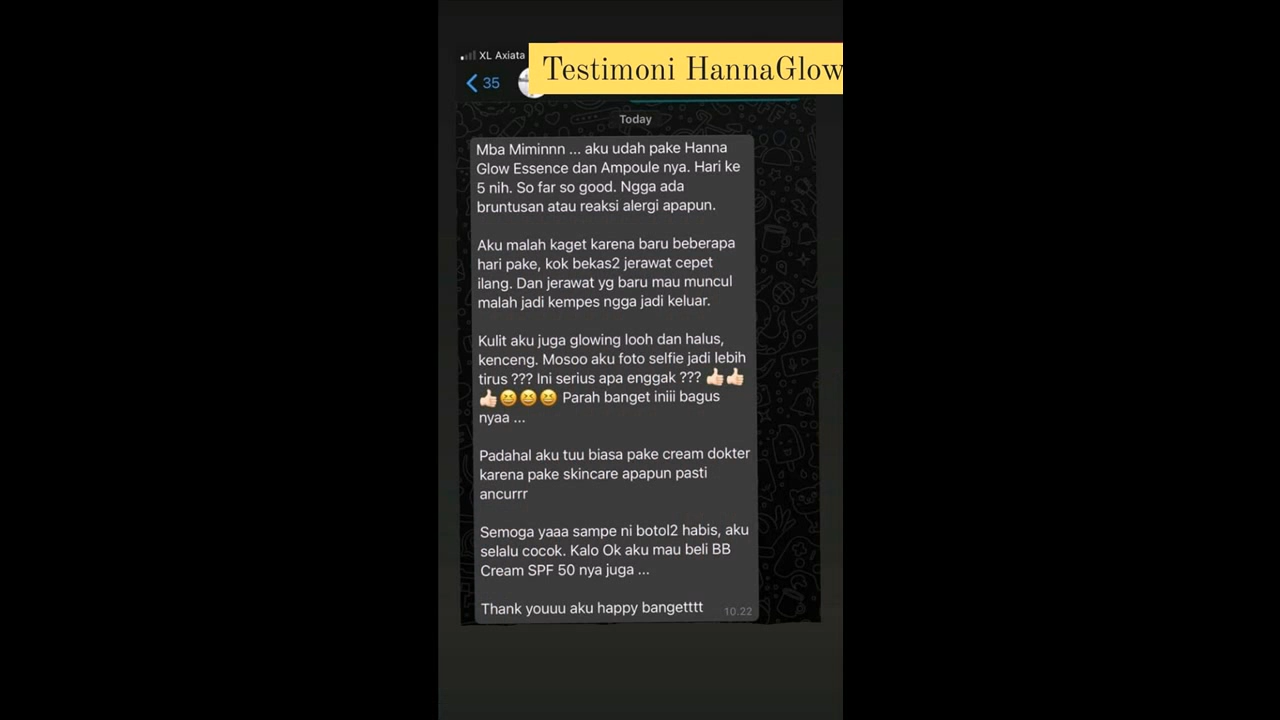 XL Axiata
Testimoni HannaGlow
35
Today
Mba Miminnn ... aku udah pake Hanna
Glow Essence dan Ampoule nya. Hari ke
5 nih. So far so good. Ngga ada
bruntusan atau reaksi alergi apapun.
Aku malah kaget karena baru beberapa
hari pake, kok bekas2 jerawat cepet
ilang. Dan jerawat yg baru mau muncul
malah jadi kempes ngga jadi keluar.
Kulit aku juga glowing looh dan halus,
kenceng. Mosoo aku foto selfie jadi lebih
tirus ??? Ini serius apa enggak ??? 👍🏻👍🏻
👍🏻😆😆😆 Parah banget iniii bagus
nyaa ...
Padahal aku tuu biasa pake cream dokter
karena pake skincare apapun pasti
ancurrr
Semoga yaaa sampe ni botol2 habis, aku
selalu cocok. Kalo Ok aku mau beli BB
Cream SPF 50 nya juga ...
Thank youuu aku happy bangetttt
10.22